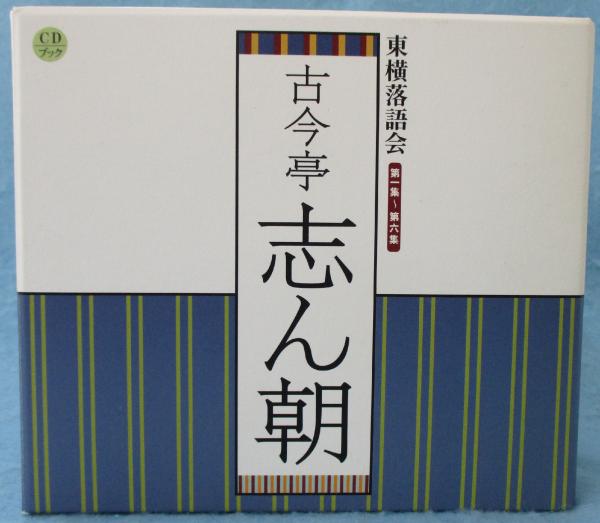 CD
ブック
東横落語会
第一集~第六集
古今亭
志ん朝